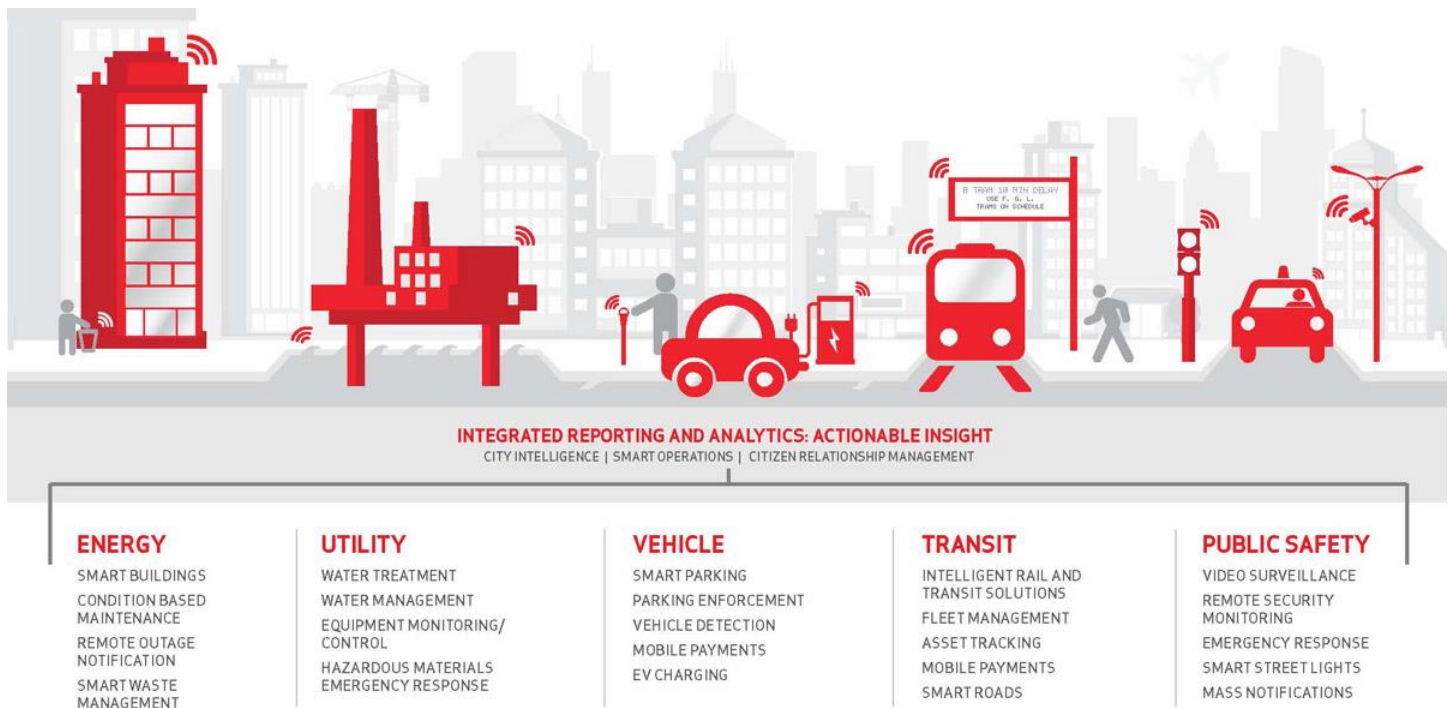 B TRAM 10 MIN DELAY
USE F. G. L.
TRAMS ON SCHEDULE
INTEGRATED REPORTING AND ANALYTICS: ACTIONABLE INSIGHT
CITY INTELLIGENCE | SMART OPERATIONS | CITIZEN RELATIONSHIP MANAGEMENT
ENERGY
SMART BUILDINGS
CONDITION BASED
MAINTENANCE
REMOTE OUTAGE
NOTIFICATION
SMART WASTE
MANAGEMENT
UTILITY
WATER TREATMENT
WATER MANAGEMENT
EQUIPMENT MONITORING/
CONTROL
HAZARDOUS MATERIALS
EMERGENCY RESPONSE
VEHICLE
SMART PARKING
PARKING ENFORCEMENT
VEHICLE DETECTION
MOBILE PAYMENTS
EV CHARGING
TRANSIT
INTELLIGENT RAIL AND
TRANSIT SOLUTIONS
FLEET MANAGEMENT
ASSET TRACKING
MOBILE PAYMENTS
SMART ROADS
PUBLIC SAFETY
VIDEO SURVEILLANCE
REMOTE SECURITY
MONITORING
EMERGENCY RESPONSE
SMART STREET LIGHTS
MASS NOTIFICATIONS